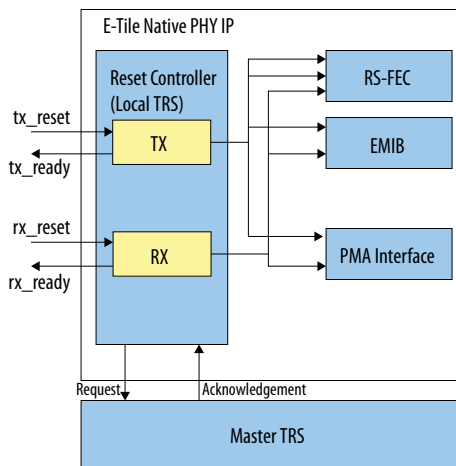 E-Tile Native PHY IP
Reset Controller
(Local TRS)
RS-FEC
tx_reset
TX
EMIB
tx_ready
rx_reset
RX
PMA Interface
rx_ready
Request
Acknowledgement
Master TRS